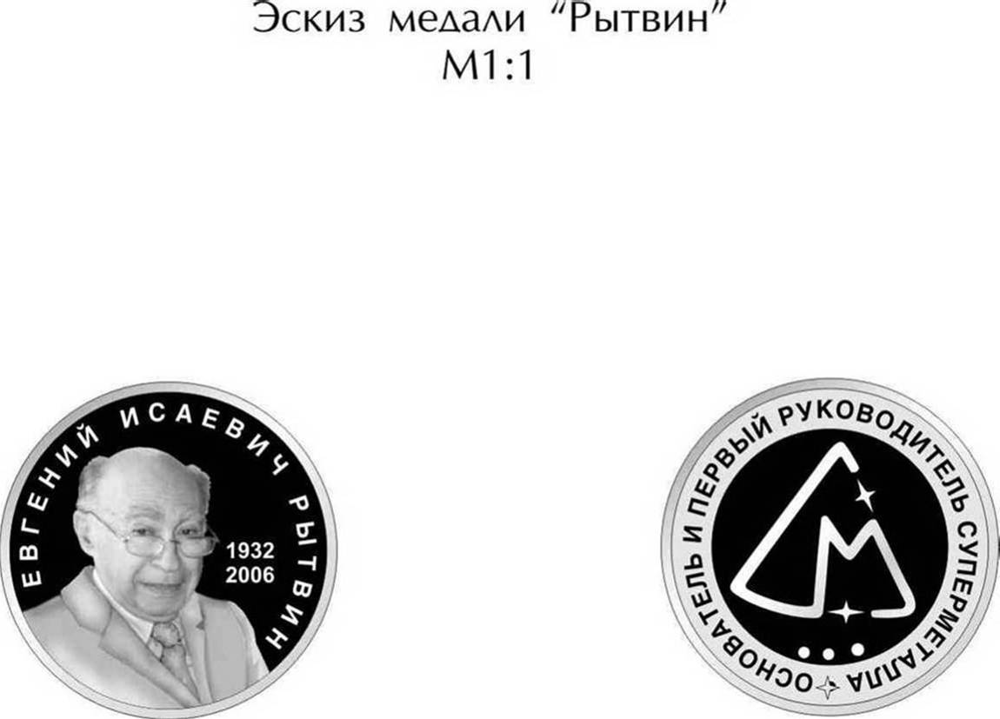 Эскиз медали “Рытвин”
М1:1
ЕВГЕНИЙ ИСАЕВИЧ РЫТВИН
1932
2006
ОСНОВАТЕЛЬ И ПЕРВЫЙ РУКОВОДИТЕЛЬ СУПЕРМЕТАЛЛА